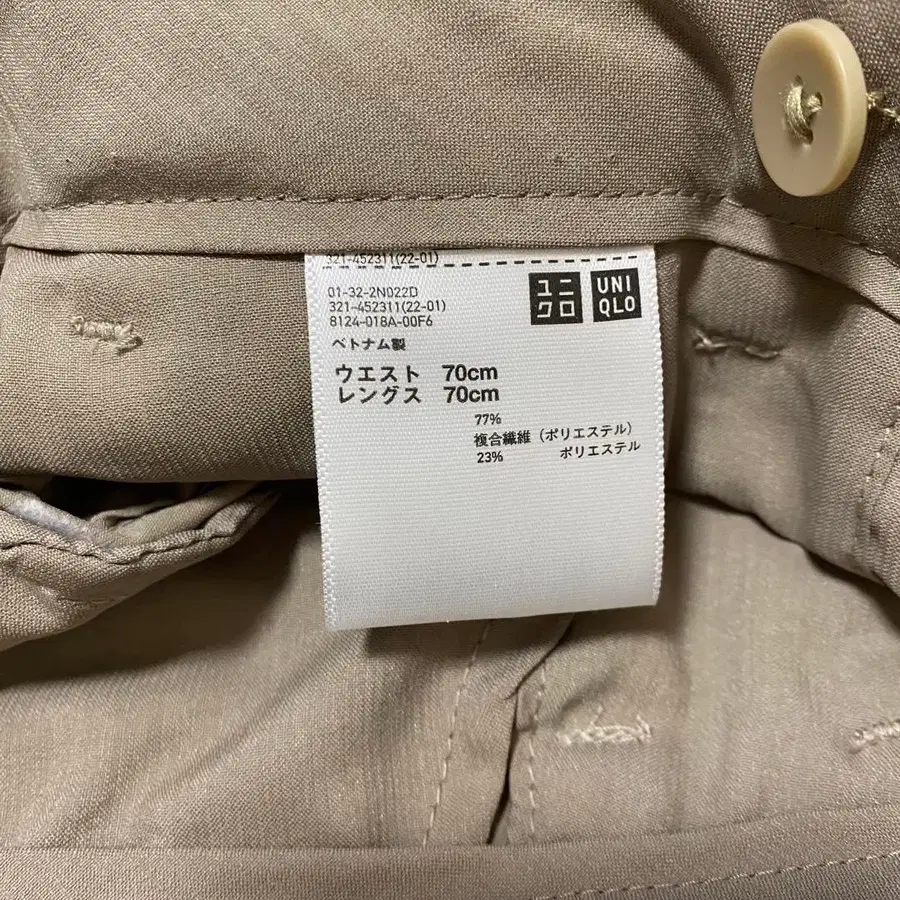 321-452311(22-01)
01-32-2N022D
321-452311(22-01)
8124-018A-00F6
ユニ
クロ
UNI
QLO
ベトナム製
ウエスト 70cm
レングス 70cm
77%
複合繊維（ポリエステル）
23% ポリエステル